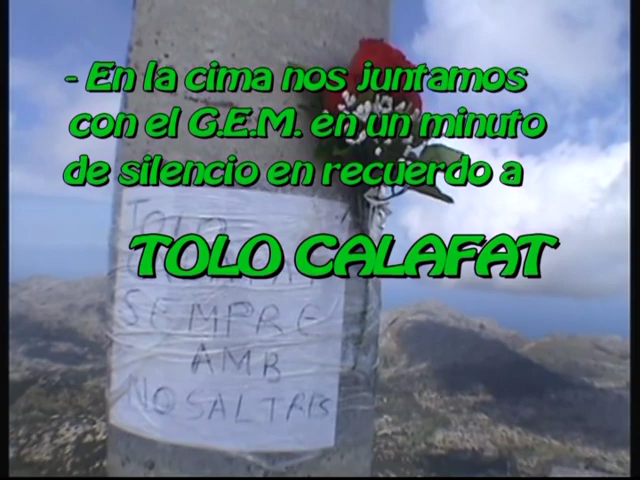 - En la cima nos juntamos
con el G.E.M. en un minuto
de silencio en recuerdo a
TOLO CALAFAT
TOLO
SEMPRE
AMB
NOSALTRES